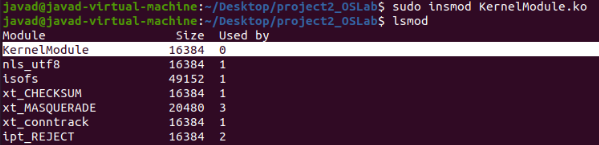 javad@javad-virtual-machine:~/Desktop/project2_OSLab$ sudo insmod KernelModule.ko
javad@javad-virtual-machine:~/Desktop/project2_OSLab$ lsmod
Module                  Size  Used by
KernelModule           16384  0
nls_utf8               16384  1
isofs                  49152  1
xt_CHECKSUM            16384  1
xt_MASQUERADE          20480  3
xt_conntrack           16384  1
ipt_REJECT             16384  2